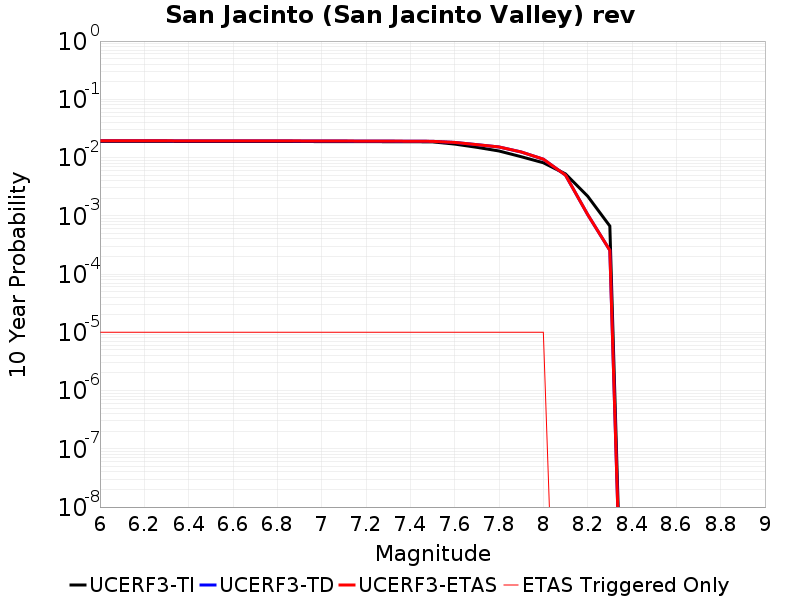 San Jacinto (San Jacinto Valley) rev
10 Year Probability
10^0
10^-1
10^-2
10^-3
10^-4
10^-5
10^-6
10^-7
10^-8
6 6.2 6.4 6.6 6.8 7 7.2 7.4 7.6 7.8 8 8.2 8.4 8.6 8.8 9
Magnitude
UCERF3-TI UCERF3-TD UCERF3-ETAS ETAS Triggered Only